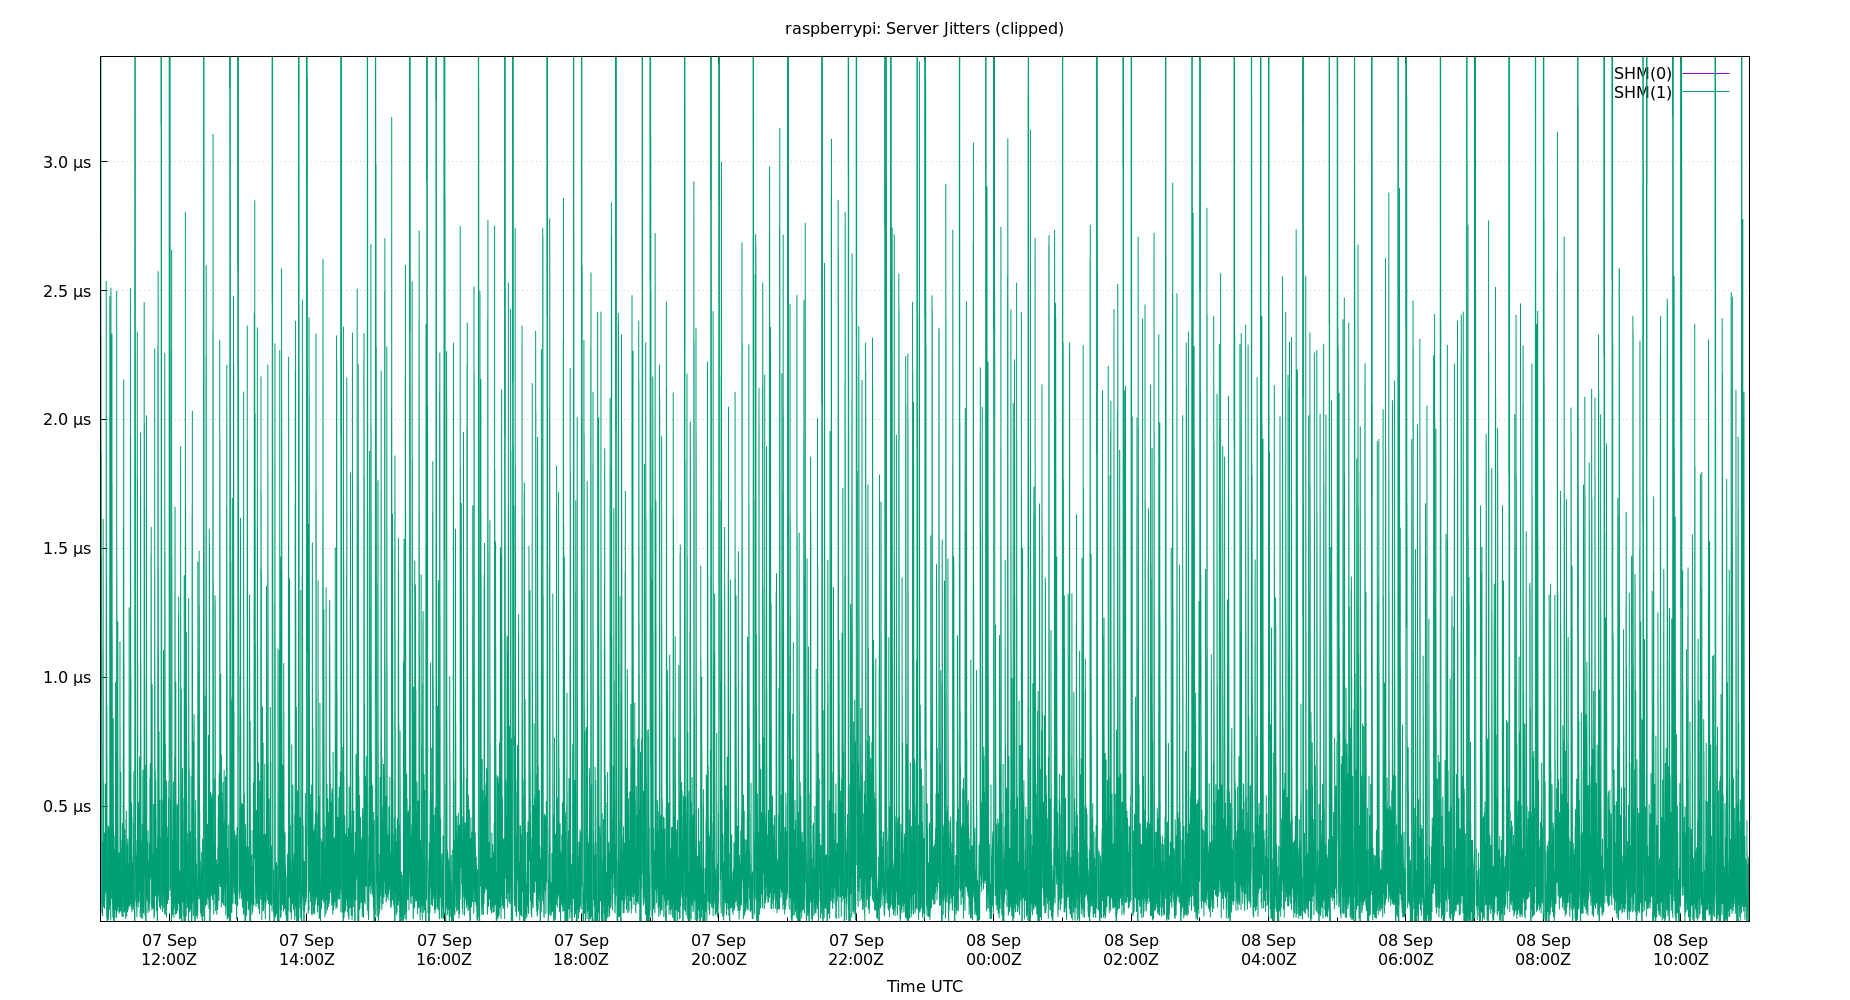 raspberrypi: Server Jitters (clipped)
SHM(0)
SHM(1)
3.0 µs
2.5 µs
2.0 µs
1.5 µs
1.0 µs
0.5 µs
07 Sep 07 Sep 07 Sep 07 Sep 07 Sep 07 Sep 08 Sep 08 Sep 08 Sep 08 Sep 08 Sep 08 Sep
12:00Z 14:00Z 16:00Z 18:00Z 20:00Z 22:00Z 00:00Z 02:00Z 04:00Z 06:00Z 08:00Z 10:00Z
Time UTC